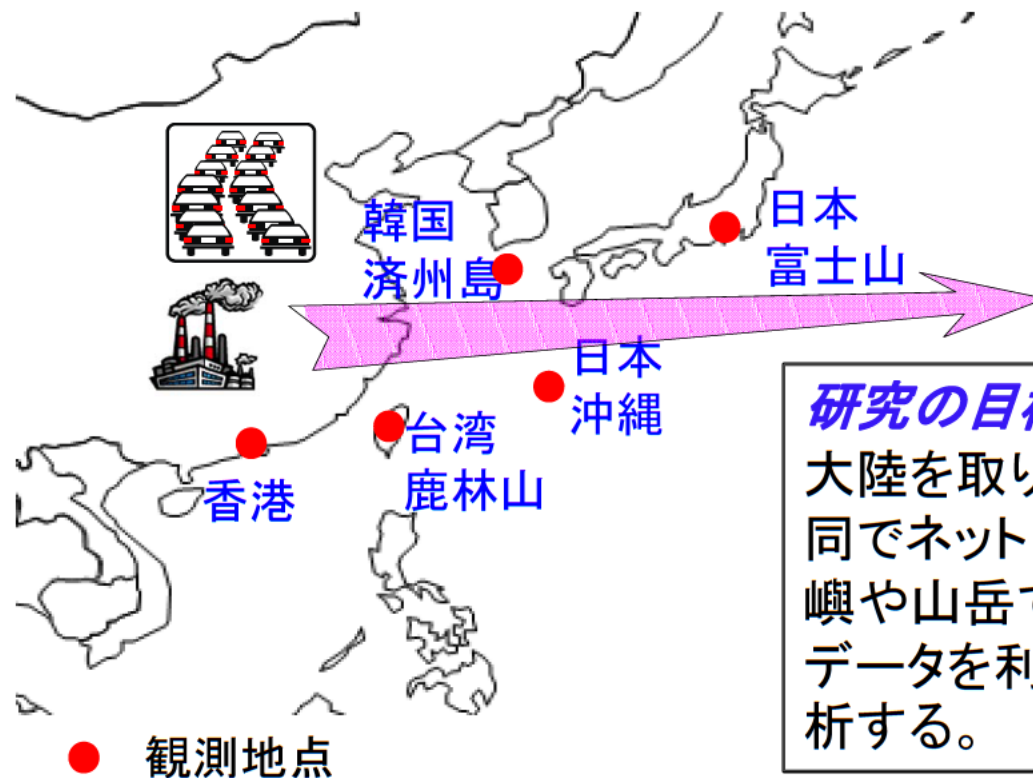 韓国
済州島
日本
富士山
日本
沖縄
台湾
鹿林山
香港
研究の目
大陸を取り
同でネット
嶼や山岳で
データを利
析する。
観測地点